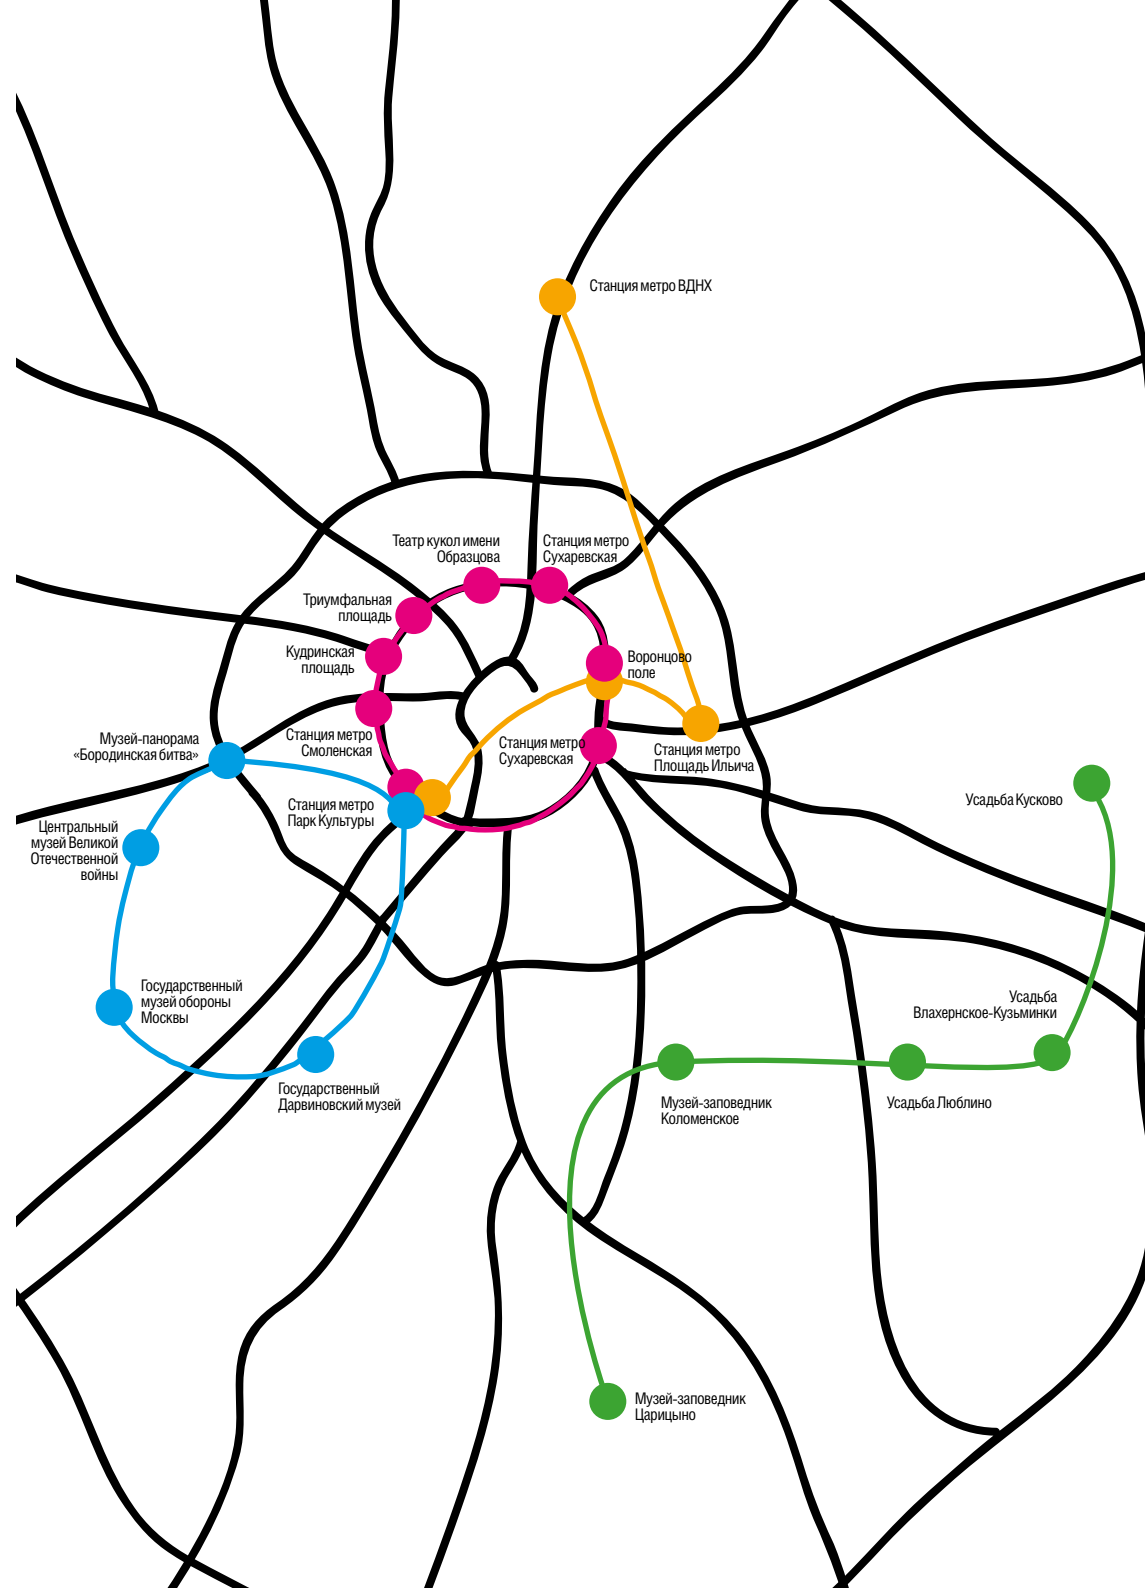 Станция метро ВДНХ
Театр кукол имени
Образцова
Станция метро
Сухаревская
Триумфальная
площадь
Кудринская
площадь
Воронцово
поле
Станция метро
Смоленская
Станция метро
Сухаревская
Станция метро
Площадь Ильича
Музей-панорама
«Бородинская битва»
Станция метро
Парк Культуры
Усадьба Кусково
Центральный
музей Великой
Отечественной
войны
Государственный
музей обороны
Москвы
Усадьба
Влахернское-Кузьминки
Государственный
Дарвиновский музей
Музей-заповедник
Коломенское
Усадьба Люблино
Музей-заповедник
Царицыно